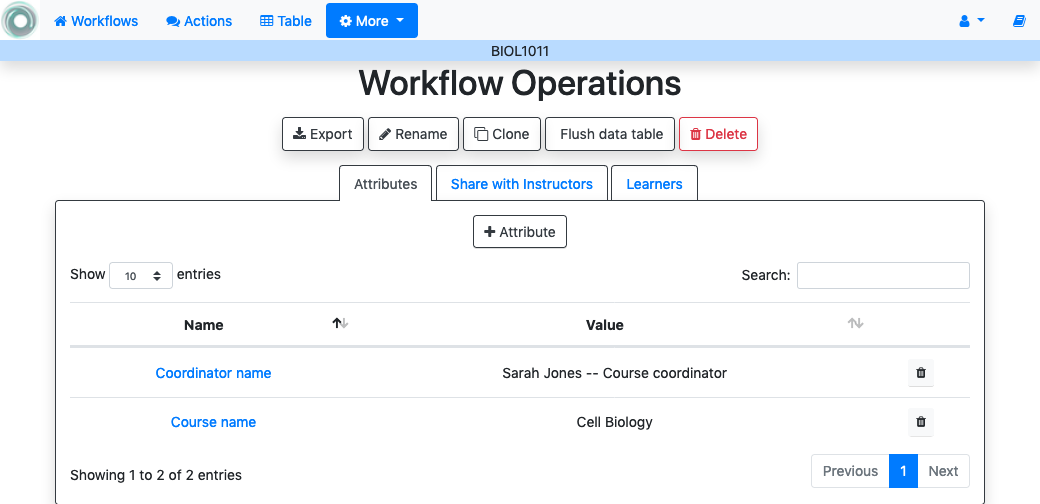 Workflows Actions Table More
BIOL1011
Workflow Operations
Export Rename Clone Flush data table Delete
Attributes Share with Instructors Learners
Attribute
Show 10 entries Search:
Name Value
Coordinator name Sarah Jones -- Course coordinator
Course name Cell Biology
Showing 1 to 2 of 2 entries Previous 1 Next